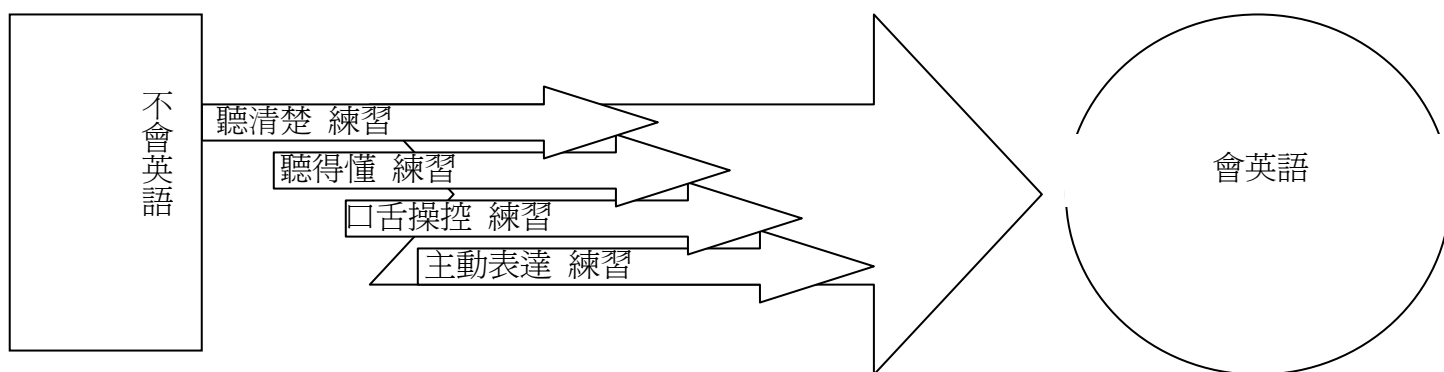 不會英語
聽清楚 練習
聽得懂 練習
口舌操控 練習
主動表達 練習
會英語